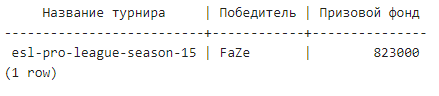 Название турнира | Победитель | Призовой фонд
-------------------------+------------+---------------
esl-pro-league-season-15 | FaZe | 823000
(1 row)